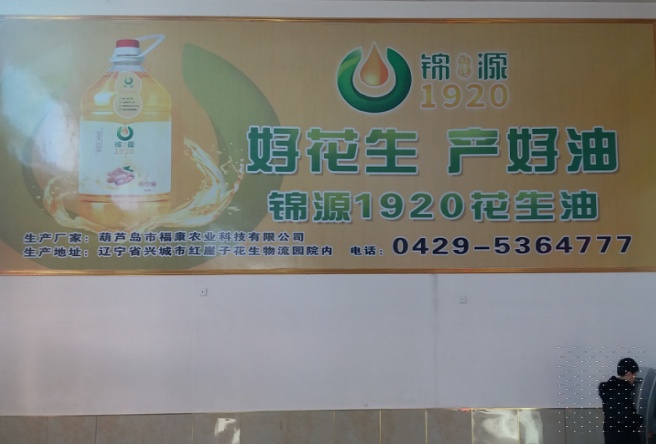 锦源
1920
好花生 产好油
锦源1920花生油
生产厂家：葫芦岛市福康农业科技有限公司
生产地址：辽宁省兴城市红崖子花生物流园院内 电话：0429-5364777
锦源
1920